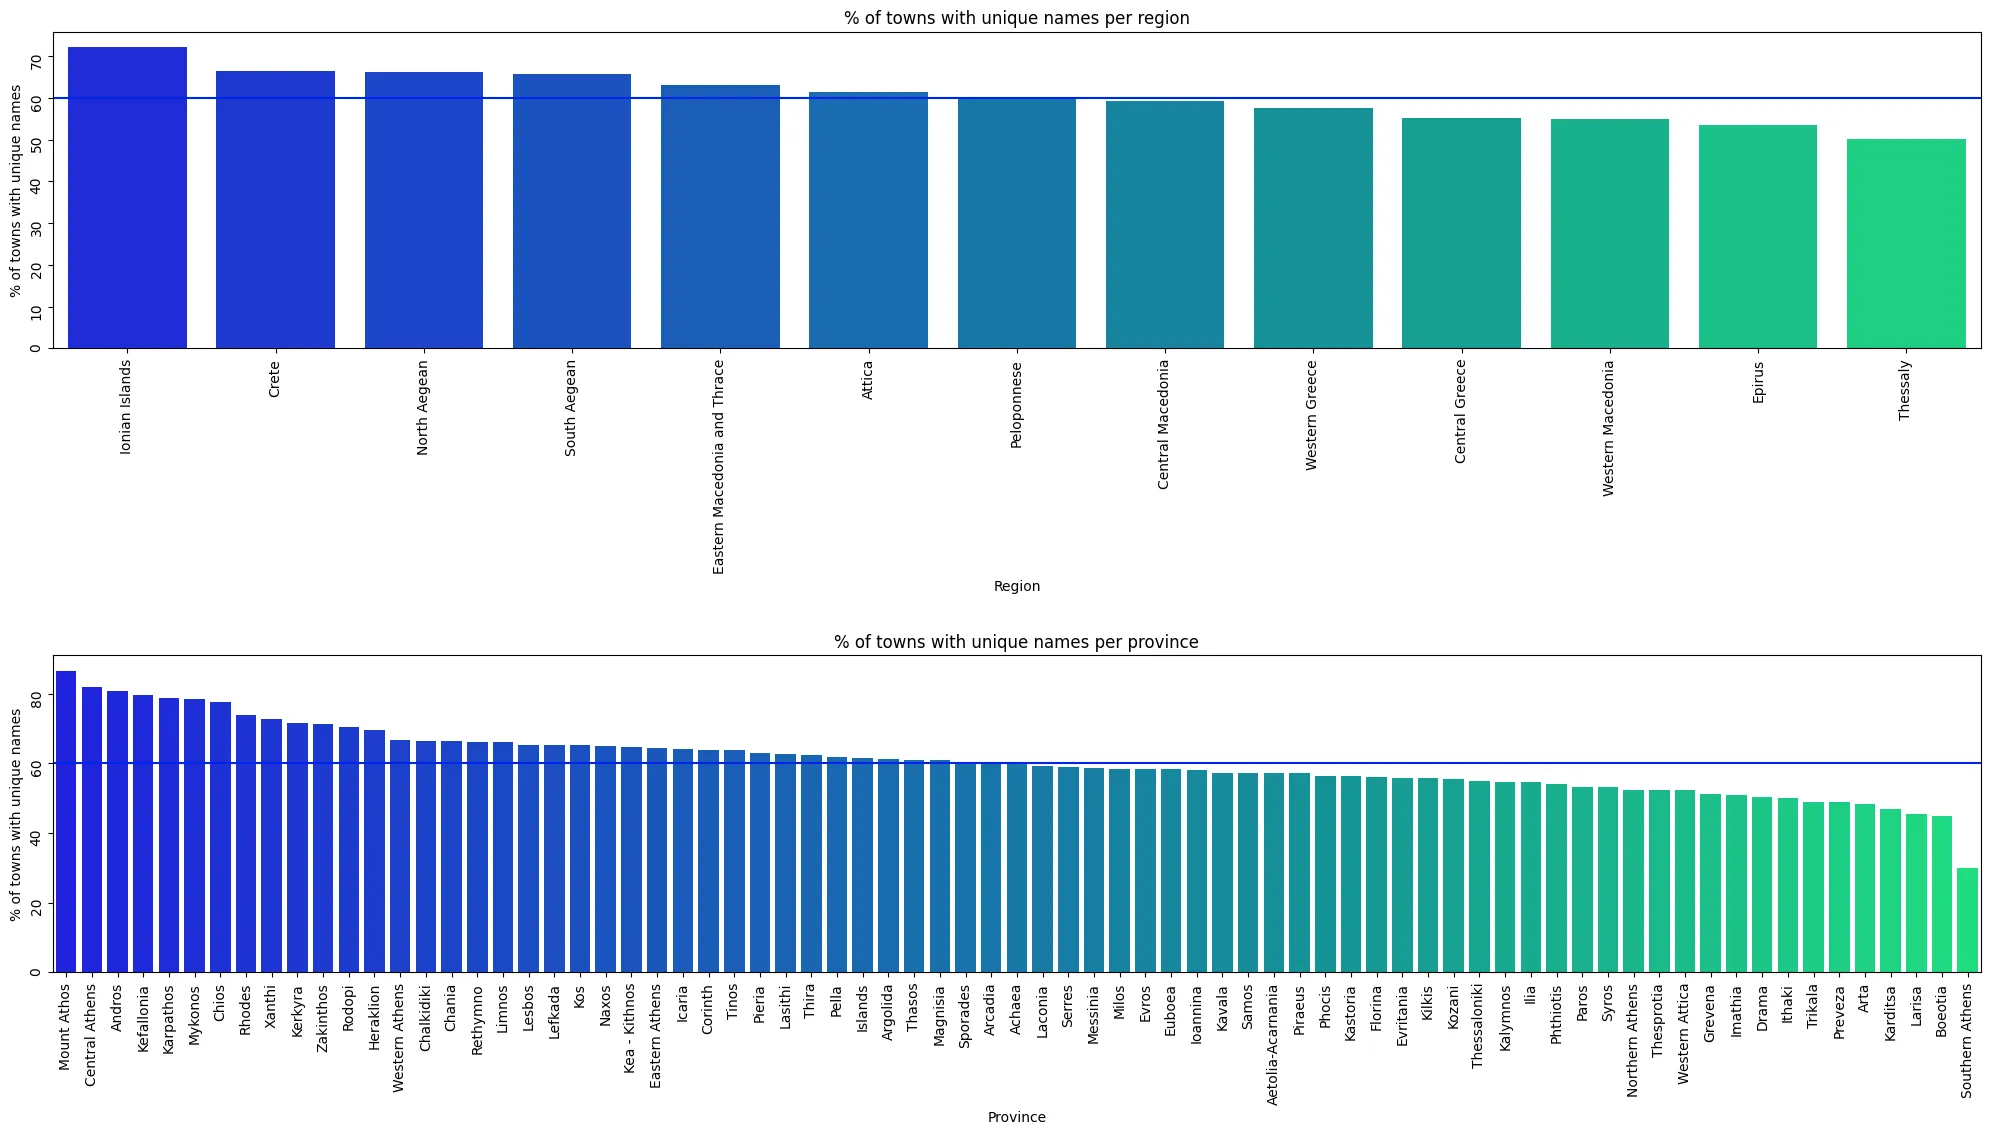 % of towns with unique names per region
% of towns with unique names
70
60
50
40
30
20
10
0
Ionian Islands
Crete
North Aegean
South Aegean
Eastern Macedonia and Thrace
Attica
Peloponnese
Central Macedonia
Western Greece
Central Greece
Western Macedonia
Epirus
Thessaly
Region
% of towns with unique names per province
% of towns with unique names
80
60
40
20
0
Mount Athos
Central Athens
Andros
Kefallonia
Karpathos
Mykonos
Chios
Rhodes
Xanthi
Kerkyra
Zakinthos
Rodopi
Heraklion
Western Athens
Chalkidiki
Chania
Rethymno
Limnos
Lesbos
Lefkada
Kos
Naxos
Kea - Kithnos
Eastern Athens
Icaria
Corinth
Tinos
Pieria
Lasithi
Thira
Pella
Islands
Argolida
Thasos
Magnisia
Sporades
Arcadia
Achaea
Laconia
Serres
Messinia
Milos
Evros
Euboea
Ioannina
Kavala
Samos
Aetolia-Acarnania
Piraeus
Phocis
Kastoria
Florina
Evritania
Kilkis
Kozani
Thessaloniki
Kalymnos
Ilia
Phthiotis
Paros
Syros
Northern Athens
Thesprotia
Western Attica
Grevena
Imathia
Drama
Ithaki
Trikala
Preveza
Arta
Karditsa
Larisa
Boeotia
Southern Athens
Province